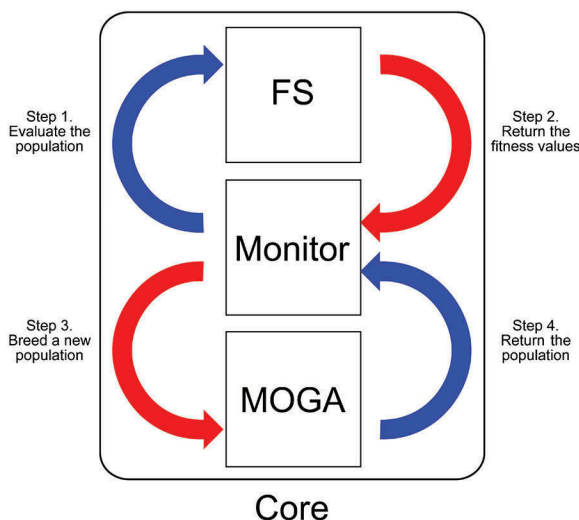 FS
Step 1.
Evaluate the
population
Step 2.
Return the
fitness values
Monitor
Step 3.
Breed a new
population
Step 4.
Return the
population
MOGA
Core